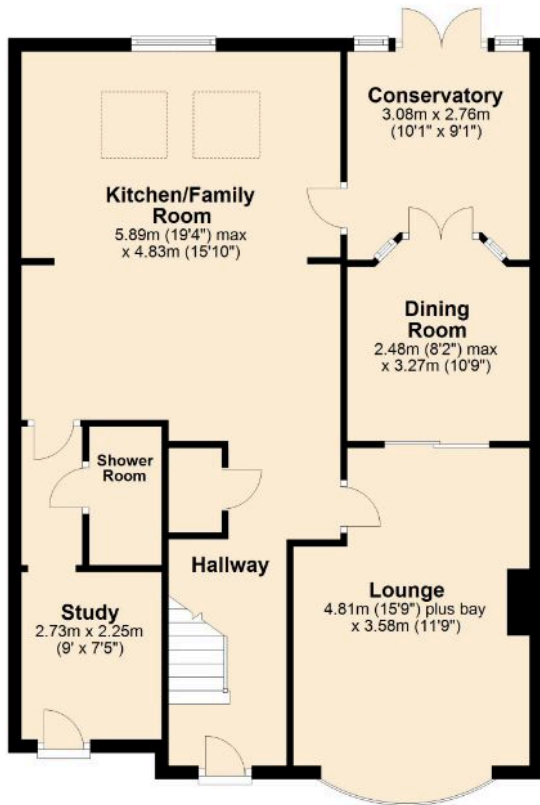 Conservatory
3.08m x 2.76m
(10'1" x 9'1")
Kitchen/Family
Room
5.89m (19'4") max
x 4.83m (15'10")
Dining
Room
2.48m (8'2") max
x 3.27m (10'9")
Shower
Room
Hallway
Study
2.73m x 2.25m
(9' x 7'5")
Lounge
4.81m (15'9") plus bay
x 3.58m (11'9")